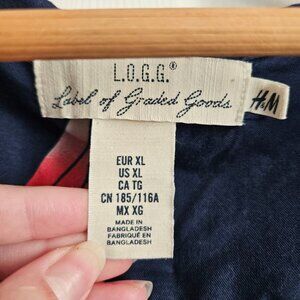 L.O.G.G.®
Label of Graded Goods
H&M
EUR XL
US XL
CA TG
CN 185/116A
MX XG
MADE IN
BANGLADESH
FABRIQUÉ EN
BANGLADESH